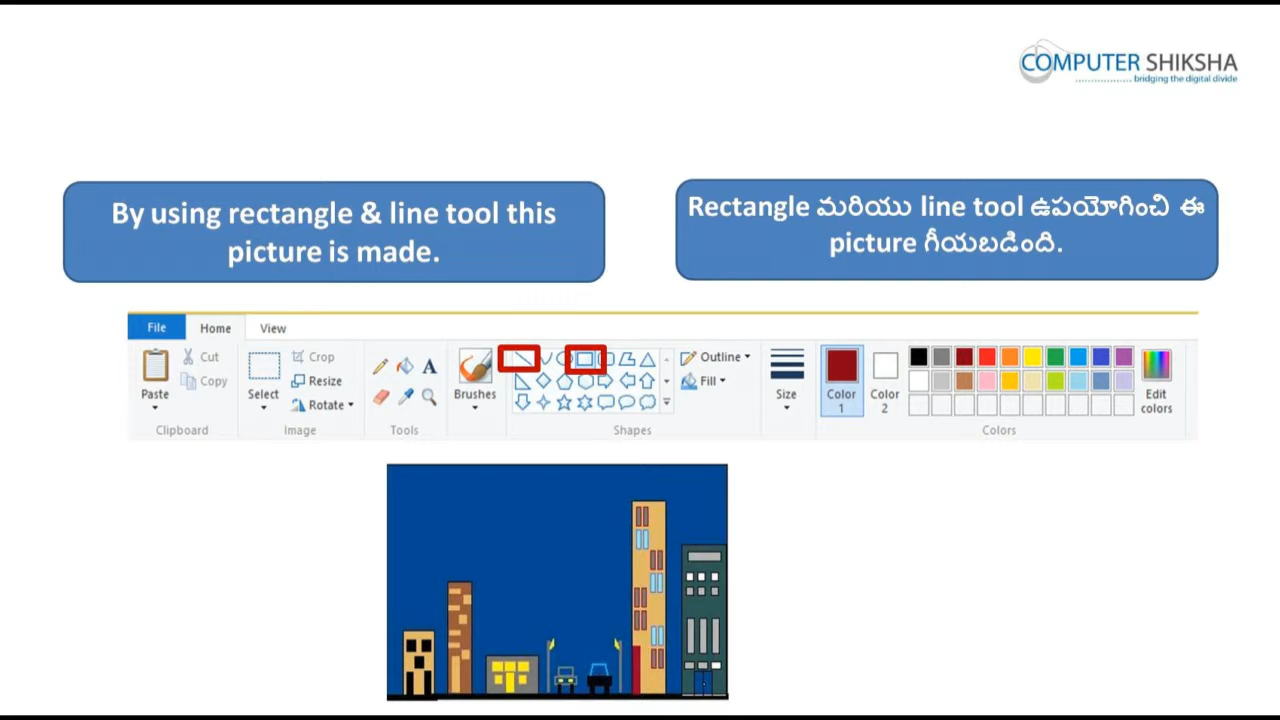 COMPUTER SHIKSHA
bridging the digital divide
By using rectangle & line tool this
picture is made.
Rectangle మరియు line tool ఉపయోగించి ఈ
picture గీయబడింది.
File Home View
Cut
Copy
Paste
Clipboard
Crop
Resize
Rotate
Select
Image
A
Tools
Brushes
Outline
Fill
Shapes
Size
Color
1
Color
2
Edit
colors
Colors